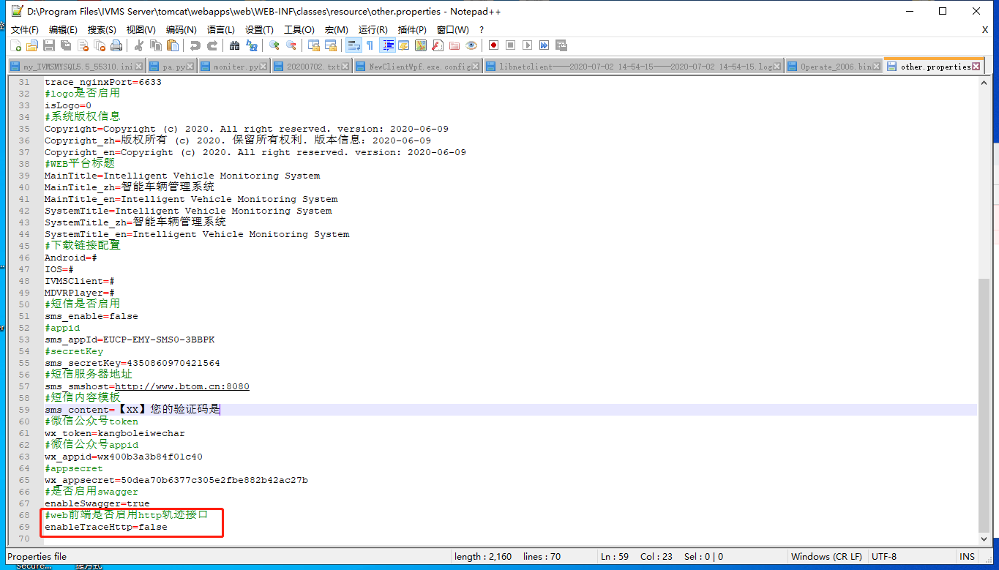 D:\Program Files\IVMS Server\tomcat\webapps\web\WEB-INF\classes\resource\other.properties - Notepad++
文件(F) 编辑(E) 搜索(S) 视图(V) 编码(N) 语言(L) 设置(T) 工具(O) 宏(M) 运行(R) 插件(P) 窗口(W) ? X
my_IVMSMYSQL5.5_55310.ini pa.py moniter.py 20200702.txt NewClientWpf.exe.config libnetclient———2020-07-02 14-54-15———2020-07-02 14-54-15.log Operate_2006.bin other.properties
31 trace_nginxPort=6633
32 #logo是否启用
33 isLogo=0
34 #系统版权信息
35 Copyright=Copyright (c) 2020. All right reserved. version: 2020-06-09
36 Copyright_zh=版权所有 (c) 2020. 保留所有权利. 版本信息: 2020-06-09
37 Copyright_en=Copyright (c) 2020. All right reserved. version: 2020-06-09
38 #WEB平台标题
39 MainTitle=Intelligent Vehicle Monitoring System
40 MainTitle_zh=智能车辆管理系统
41 MainTitle_en=Intelligent Vehicle Monitoring System
42 SystemTitle=Intelligent Vehicle Monitoring System
43 SystemTitle_zh=智能车辆管理系统
44 SystemTitle_en=Intelligent Vehicle Monitoring System
45 #下载链接配置
46 Android=#
47 IOS=#
48 IVMSClient=#
49 MDVRPlayer=#
50 #短信是否启用
51 sms_enable=false
52 #appid
53 sms_appId=EUCP-EMY-SMS0-3BBPK
54 #secretKey
55 sms_secretKey=4350860970421564
56 #短信服务器地址
57 sms_smshost=http://www.btom.cn:8080
58 #短信内容模板
59 sms_content=【XX】您的验证码是
60 #微信公众号token
61 wx_token=kangboleiwechar
62 #微信公众号appid
63 wx_appid=wx400b3a3b84f01c40
64 #appsecret
65 wx_appsecret=50dea70b6377c305e2fbe882b42ac27b
66 #是否启用swagger
67 enableSwagger=true
68 #web前端是否启用http轨迹接口
69 enableTraceHttp=false
70
Properties file length : 2,160 lines : 70 Ln : 59 Col : 23 Sel : 0 | 0 Windows (CR LF) UTF-8 INS
Secure... 捷方式